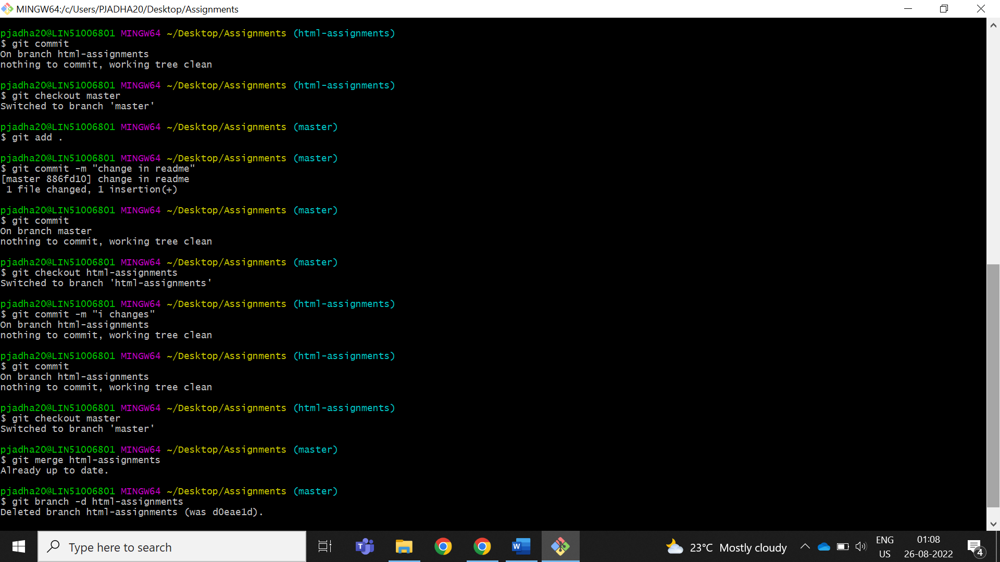 MINGW64:/c/Users/PJADHA20/Desktop/Assignments
pjadha20@LIN51006801 MINGW64 ~/Desktop/Assignments (html-assignments)
$ git commit
On branch html-assignments
nothing to commit, working tree clean
pjadha20@LIN51006801 MINGW64 ~/Desktop/Assignments (html-assignments)
$ git checkout master
Switched to branch 'master'
pjadha20@LIN51006801 MINGW64 ~/Desktop/Assignments (master)
$ git add .
pjadha20@LIN51006801 MINGW64 ~/Desktop/Assignments (master)
$ git commit -m "change in readme"
[master 886fd10] change in readme
 1 file changed, 1 insertion(+)
pjadha20@LIN51006801 MINGW64 ~/Desktop/Assignments (master)
$ git commit
On branch master
nothing to commit, working tree clean
pjadha20@LIN51006801 MINGW64 ~/Desktop/Assignments (master)
$ git checkout html-assignments
Switched to branch 'html-assignments'
pjadha20@LIN51006801 MINGW64 ~/Desktop/Assignments (html-assignments)
$ git commit -m "i changes"
On branch html-assignments
nothing to commit, working tree clean
pjadha20@LIN51006801 MINGW64 ~/Desktop/Assignments (html-assignments)
$ git commit
On branch html-assignments
nothing to commit, working tree clean
pjadha20@LIN51006801 MINGW64 ~/Desktop/Assignments (html-assignments)
$ git checkout master
Switched to branch 'master'
pjadha20@LIN51006801 MINGW64 ~/Desktop/Assignments (master)
$ git merge html-assignments
Already up to date.
pjadha20@LIN51006801 MINGW64 ~/Desktop/Assignments (master)
$ git branch -d html-assignments
Deleted branch html-assignments (was d0eae1d).
Type here to search
T
W
23°C Mostly cloudy
ENG
US
01:08
26-08-2022
4